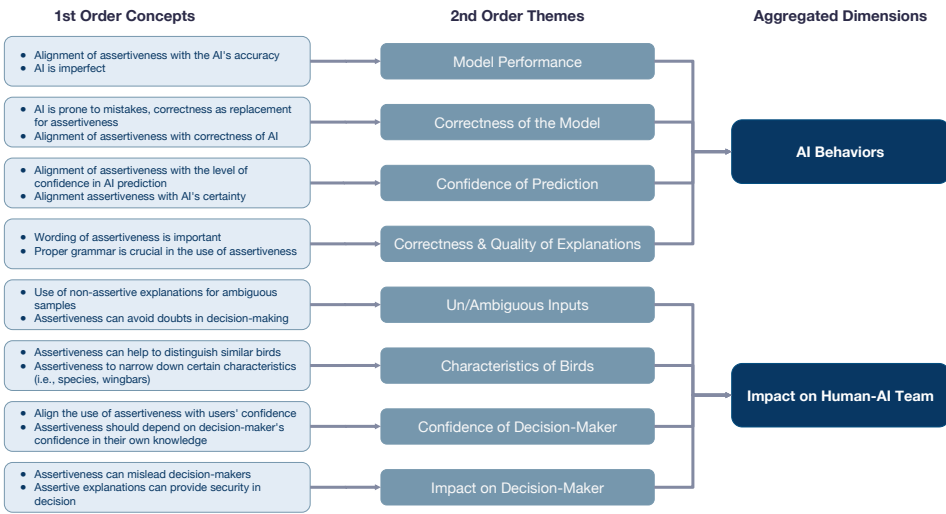 1st Order Concepts
2nd Order Themes
Aggregated Dimensions
• Alignment of assertiveness with the AI's accuracy
• AI is imperfect
Model Performance
• AI is prone to mistakes, correctness as replacement
for assertiveness
• Alignment of assertiveness with correctness of AI
Correctness of the Model
AI Behaviors
• Alignment of assertiveness with the level of
confidence in AI prediction
• Alignment assertiveness with AI's certainty
Confidence of Prediction
• Wording of assertiveness is important
• Proper grammar is crucial in the use of assertiveness
Correctness & Quality of Explanations
• Use of non-assertive explanations for ambiguous
samples
• Assertiveness can avoid doubts in decision-making
Un/Ambiguous Inputs
• Assertiveness can help to distinguish similar birds
• Assertiveness to narrow down certain characteristics
(i.e., species, wingbars)
Characteristics of Birds
Impact on Human-AI Team
• Align the use of assertiveness with users' confidence
• Assertiveness should depend on decision-maker's
confidence in their own knowledge
Confidence of Decision-Maker
• Assertiveness can mislead decision-makers
• Assertive explanations can provide security in
decision
Impact on Decision-Maker